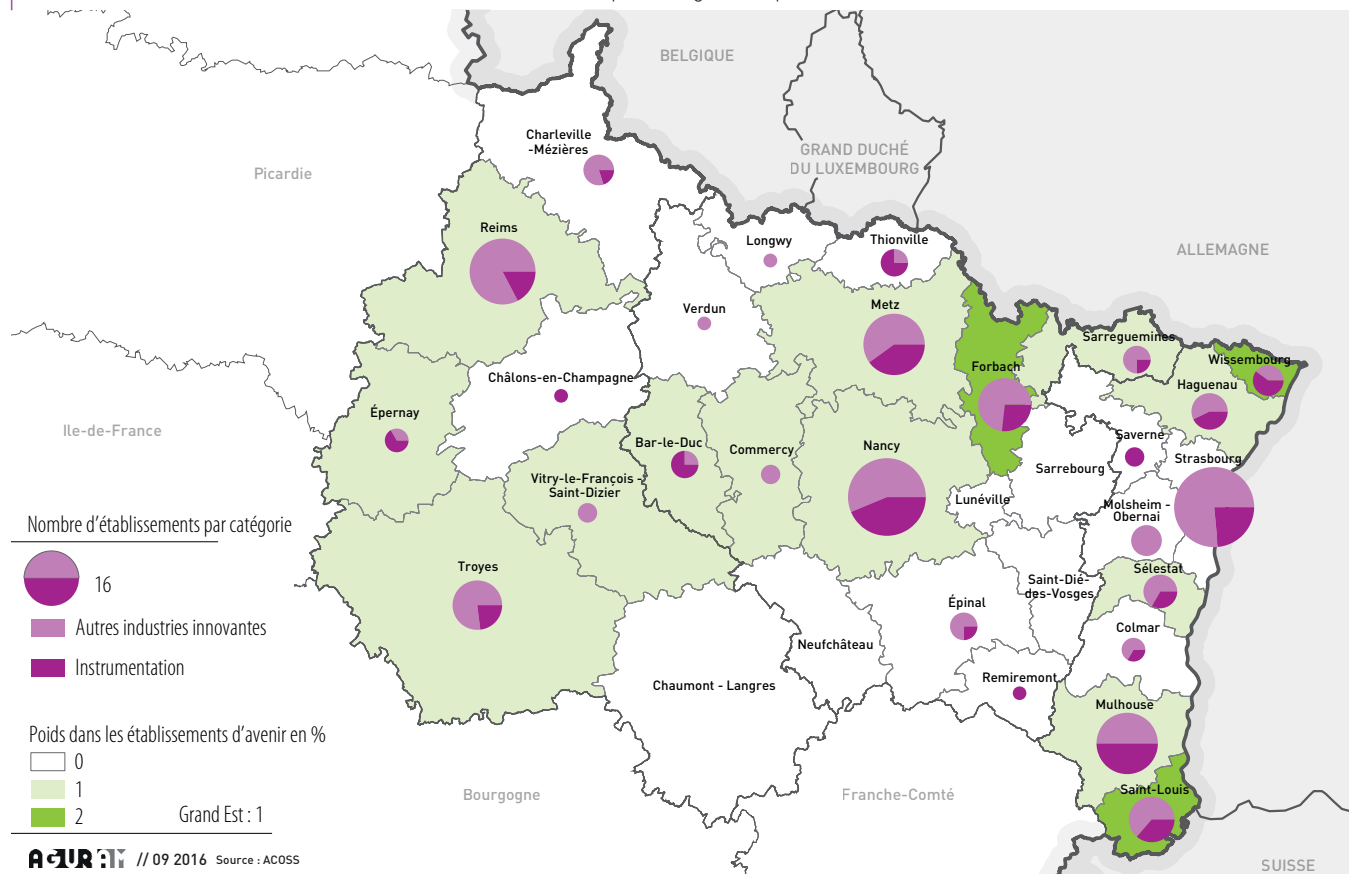 BELGIQUE
GRAND DUCHÉ
DU LUXEMBOURG
ALLEMAGNE
Picardie
Ile-de-France
Bourgogne
Franche-Comté
SUISSE
Charleville
-Mézières
Reims
Longwy
Thionville
Verdun
Metz
Châlons-en-Champagne
Forbach
Sarreguemines
Wissembourg
Haguenau
Épernay
Bar-le-Duc
Commercy
Nancy
Saverne
Strasbourg
Sarrebourg
Vitry-le-François -
Saint-Dizier
Lunéville
Molsheim -
Obernai
Troyes
Sélestat
Saint-Dié-
des-Vosges
Épinal
Colmar
Neufchâteau
Chaumont - Langres
Remiremont
Mulhouse
Saint-Louis
Nombre d'établissements par catégorie
16
Autres industries innovantes
Instrumentation
Poids dans les établissements d'avenir en %
0
1
2
Grand Est : 1
// 09 2016 Source : ACOSS